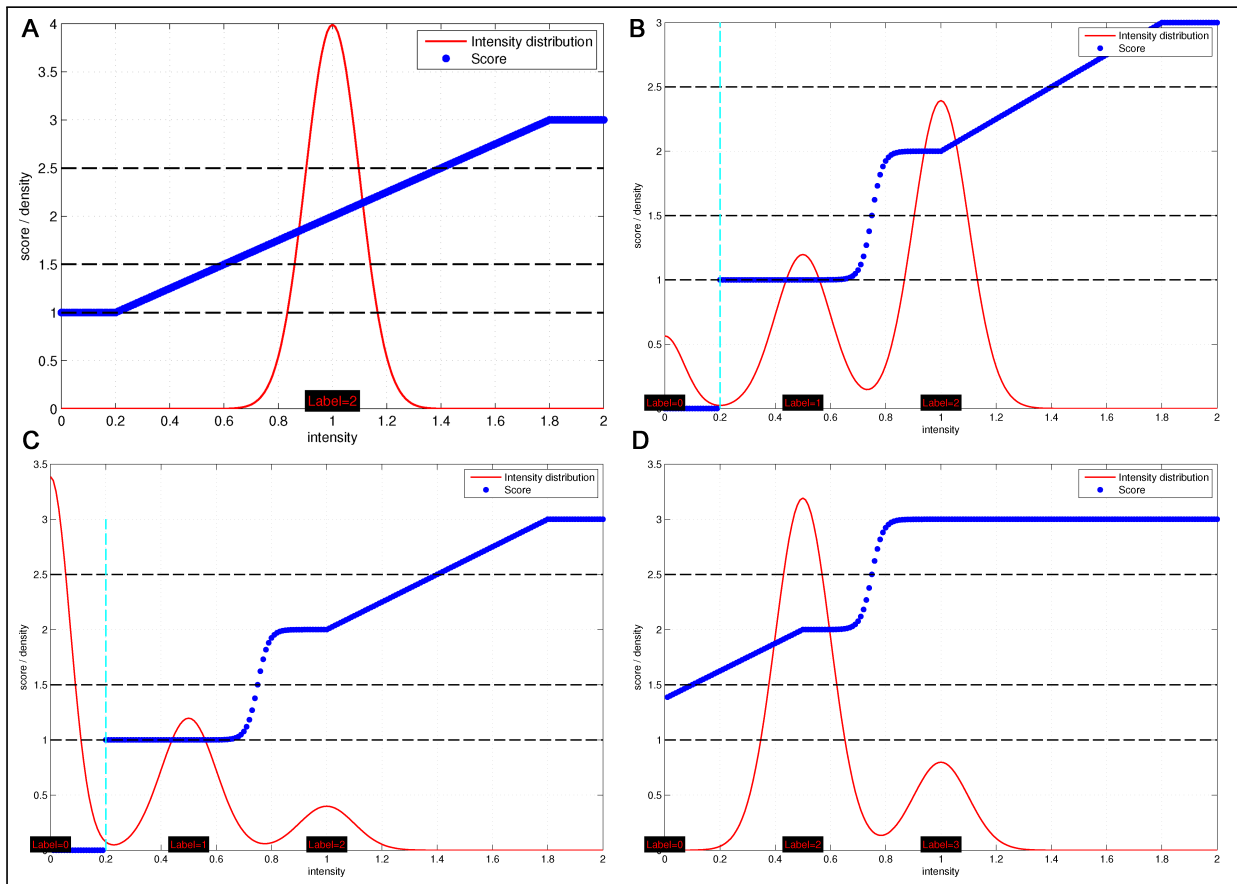 A
4
3.5
3
2.5
2
1.5
1
0.5
0
score / density
Intensity distribution
Score
Label=2
0 0.2 0.4 0.6 0.8 1 1.2 1.4 1.6 1.8 2
intensity
B
3
2.5
2
1.5
1
0.5
0
score / density
Intensity distribution
Score
Label=0 Label=1 Label=2
0 0.2 0.4 0.6 0.8 1 1.2 1.4 1.6 1.8 2
intensity
C
3.5
3
2.5
2
1.5
1
0.5
score / density
Intensity distribution
Score
Label=0 Label=1 Label=2
0 0.2 0.4 0.6 0.8 1 1.2 1.4 1.6 1.8 2
intensity
D
3.5
3
2.5
2
1.5
1
0.5
score / density
Intensity distribution
Score
Label=0 Label=2 Label=3
0 0.2 0.4 0.6 0.8 1 1.2 1.4 1.6 1.8 2
intensity